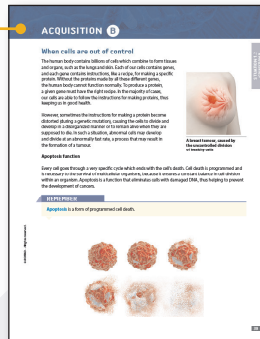 ACQUISITION B
When cells are out of control
The human body contains billions of cells which combine to form tissues
and organs, such as the lungs and skin. Each of our cells contains genes,
and each gene contains instructions, like a recipe, for making a specific
protein. Without the proteins made by all these different genes,
the human body cannot function normally. To produce a protein,
a given gene must have the right recipe. In the majority of cases,
our cells are able to follow the instructions for making proteins, thus
keeping us in good health.
However, sometimes the instructions for making a protein become
distorted (during a genetic mutation), causing the cells to divide and
develop in a disorganized manner or to remain alive when they are
supposed to die. In such a situation, abnormal cells may develop
and divide at an abnormally fast rate, a process that may result in
the formation of a tumour.
A breast tumour, caused by
the uncontrolled division
of breast cells
Apoptosis function
Every cell goes through a very specific cycle which ends with the cell's death. Cell death is programmed and
is necessary to the survival of multicellular organisms, because it ensures a constant balance in cell division
within an organism. Apoptosis is a function that eliminates cells with damaged DNA, thus helping to prevent
the development of cancers.
REMEMBER
Apoptosis is a form of programmed cell death.